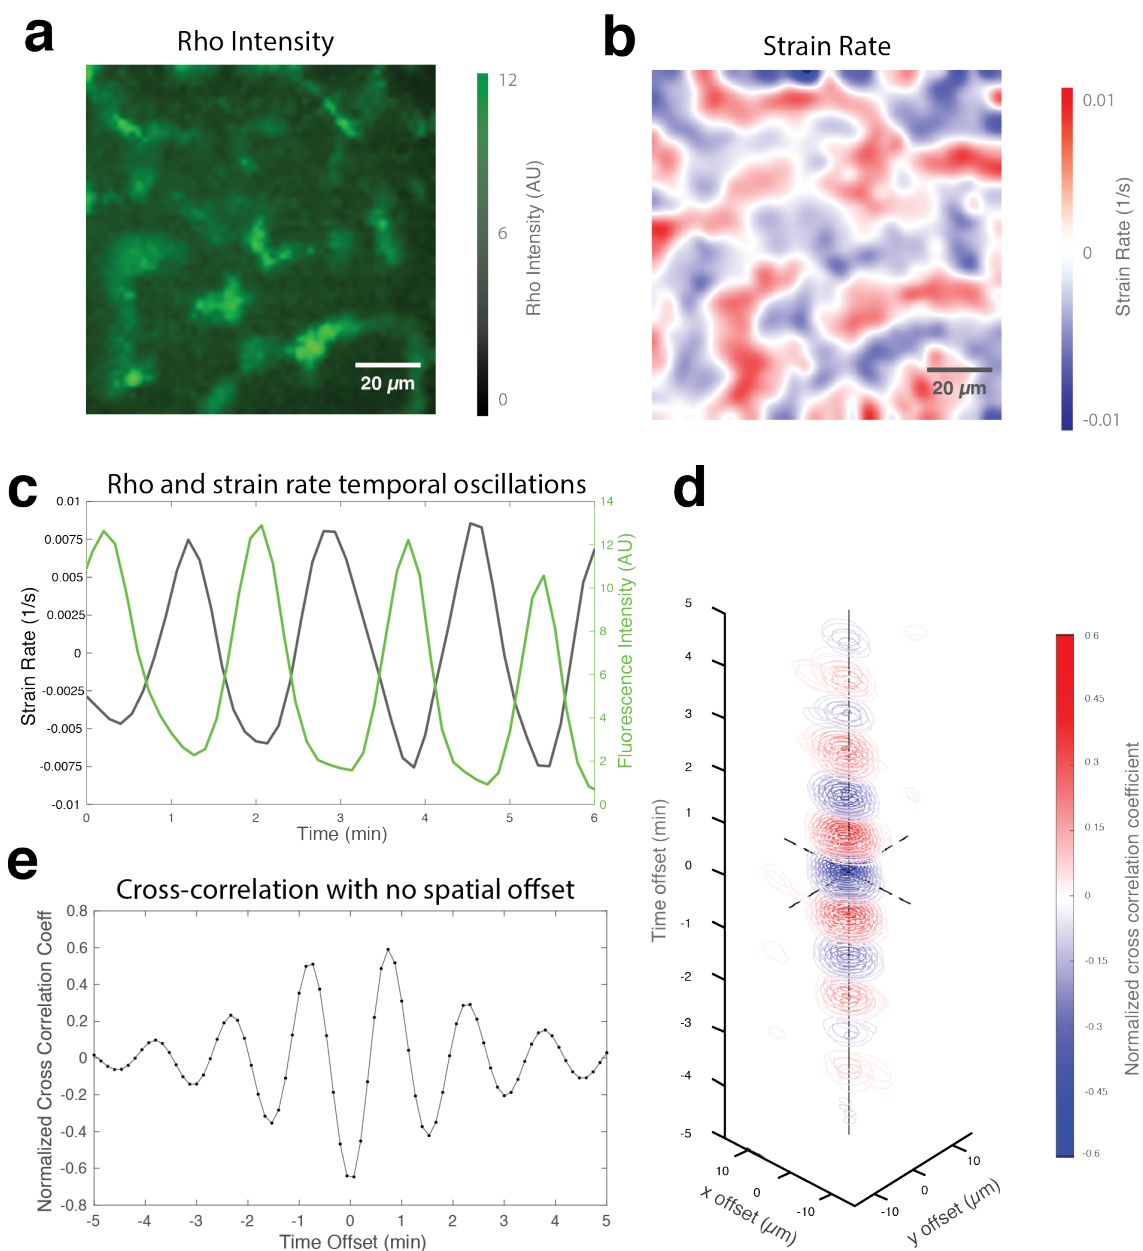 a
Rho Intensity
12
6
0
Rho Intensity (AU)
20 µm
b
Strain Rate
0.01
0
-0.01
Strain Rate (1/s)
20 µm
c
Rho and strain rate temporal oscillations
0.01
0.0075
0.005
0.0025
0
-0.0025
-0.005
-0.0075
-0.01
Strain Rate (1/s)
14
12
10
8
6
4
2
0
Fluorescence Intensity (AU)
0 1 2 3 4 5 6
Time (min)
d
5
4
3
2
1
0
-1
-2
-3
-4
-5
Time offset (min)
10
0
-10
x offset (µm)
-10
0
10
y offset (µm)
0.6
0.45
0.3
0.15
0
-0.15
-0.3
-0.45
-0.6
Normalized cross correlation coefficient
e
Cross-correlation with no spatial offset
0.8
0.6
0.4
0.2
0
-0.2
-0.4
-0.6
-0.8
Normalized Cross Correlation Coeff
-5 -4 -3 -2 -1 0 1 2 3 4 5
Time Offset (min)